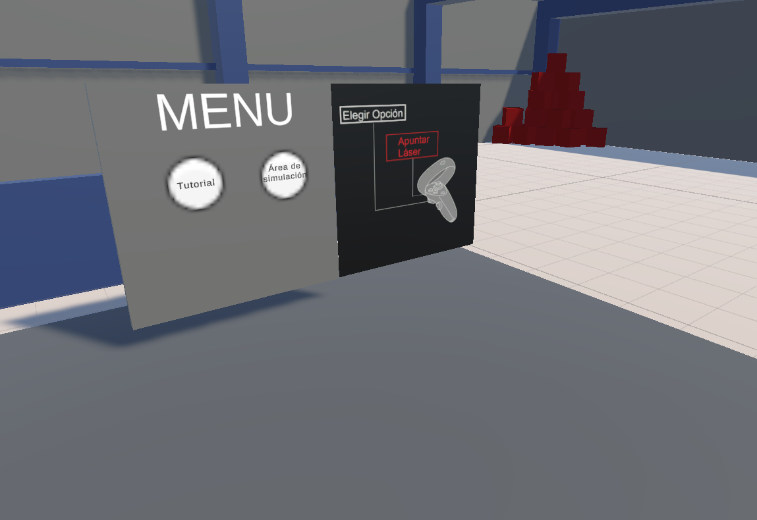 MENU
Tutorial
Área de
simulación
Elegir Opción
Apuntar
Láser